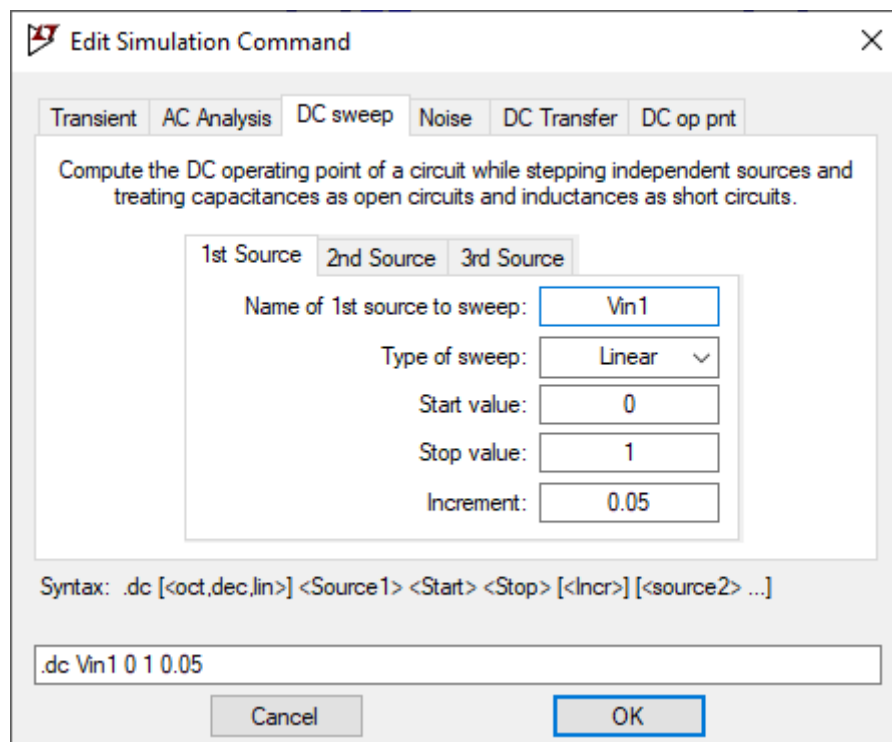 Edit Simulation Command
Transient AC Analysis DC sweep Noise DC Transfer DC op pnt
Compute the DC operating point of a circuit while stepping independent sources and
treating capacitances as open circuits and inductances as short circuits.
1st Source 2nd Source 3rd Source
Name of 1st source to sweep: Vin1
Type of sweep: Linear
Start value: 0
Stop value: 1
Increment: 0.05
Syntax: .dc [<oct,dec,lin>] <Source1> <Start> <Stop> [<Incr>] [<source2> ...]
.dc Vin1 0 1 0.05
Cancel OK